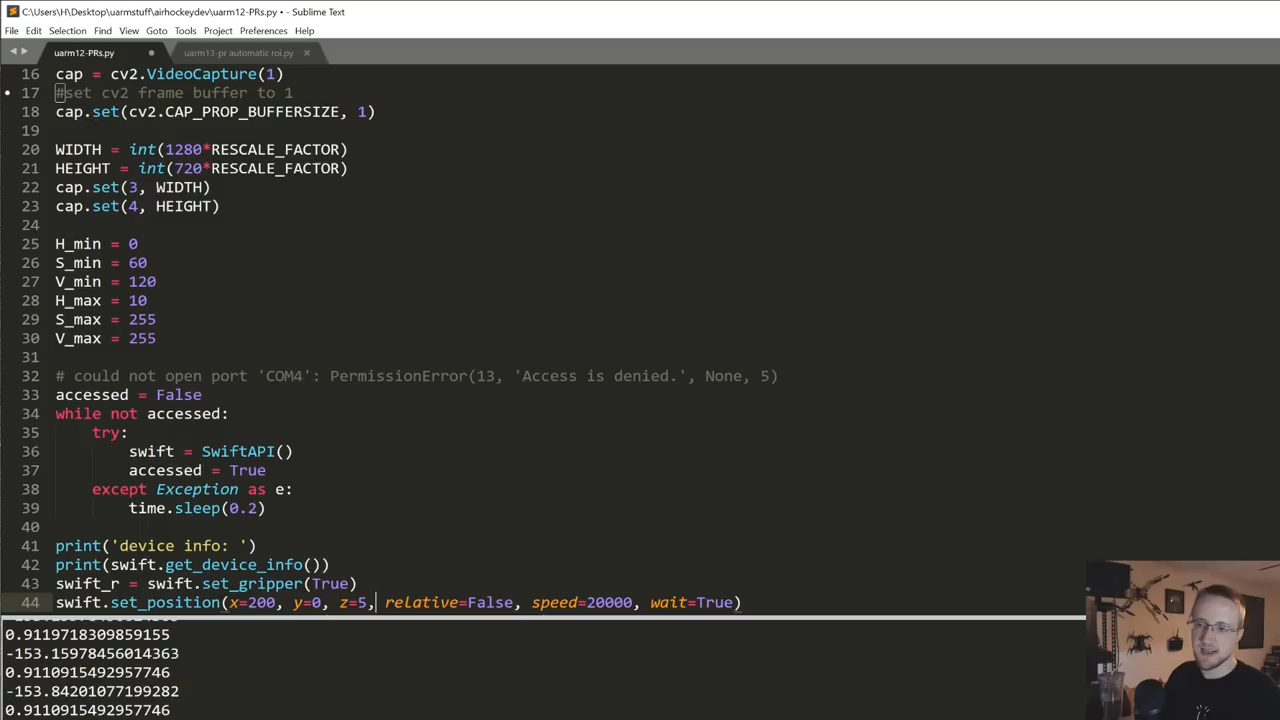 C:\Users\H\Desktop\uarmstuff\airhockeydev\uarm12-PRs.py • - Sublime Text
File Edit Selection Find View Goto Tools Project Preferences Help
uarm12-PRs.py
uarm13-pr automatic roi.py ×
16 cap = cv2.VideoCapture(1)
17 #set cv2 frame buffer to 1
18 cap.set(cv2.CAP_PROP_BUFFERSIZE, 1)
19
20 WIDTH = int(1280*RESCALE_FACTOR)
21 HEIGHT = int(720*RESCALE_FACTOR)
22 cap.set(3, WIDTH)
23 cap.set(4, HEIGHT)
24
25 H_min = 0
26 S_min = 60
27 V_min = 120
28 H_max = 10
29 S_max = 255
30 V_max = 255
31
32 # could not open port 'COM4': PermissionError(13, 'Access is denied.', None, 5)
33 accessed = False
34 while not accessed:
35     try:
36         swift = SwiftAPI()
37         accessed = True
38     except Exception as e:
39         time.sleep(0.2)
40
41 print('device info: ')
42 print(swift.get_device_info())
43 swift_r = swift.set_gripper(True)
44 swift.set_position(x=200, y=0, z=5, relative=False, speed=20000, wait=True)
0.9119718309859155
-153.15978456014363
0.9110915492957746
-153.84201077199282
0.9110915492957746